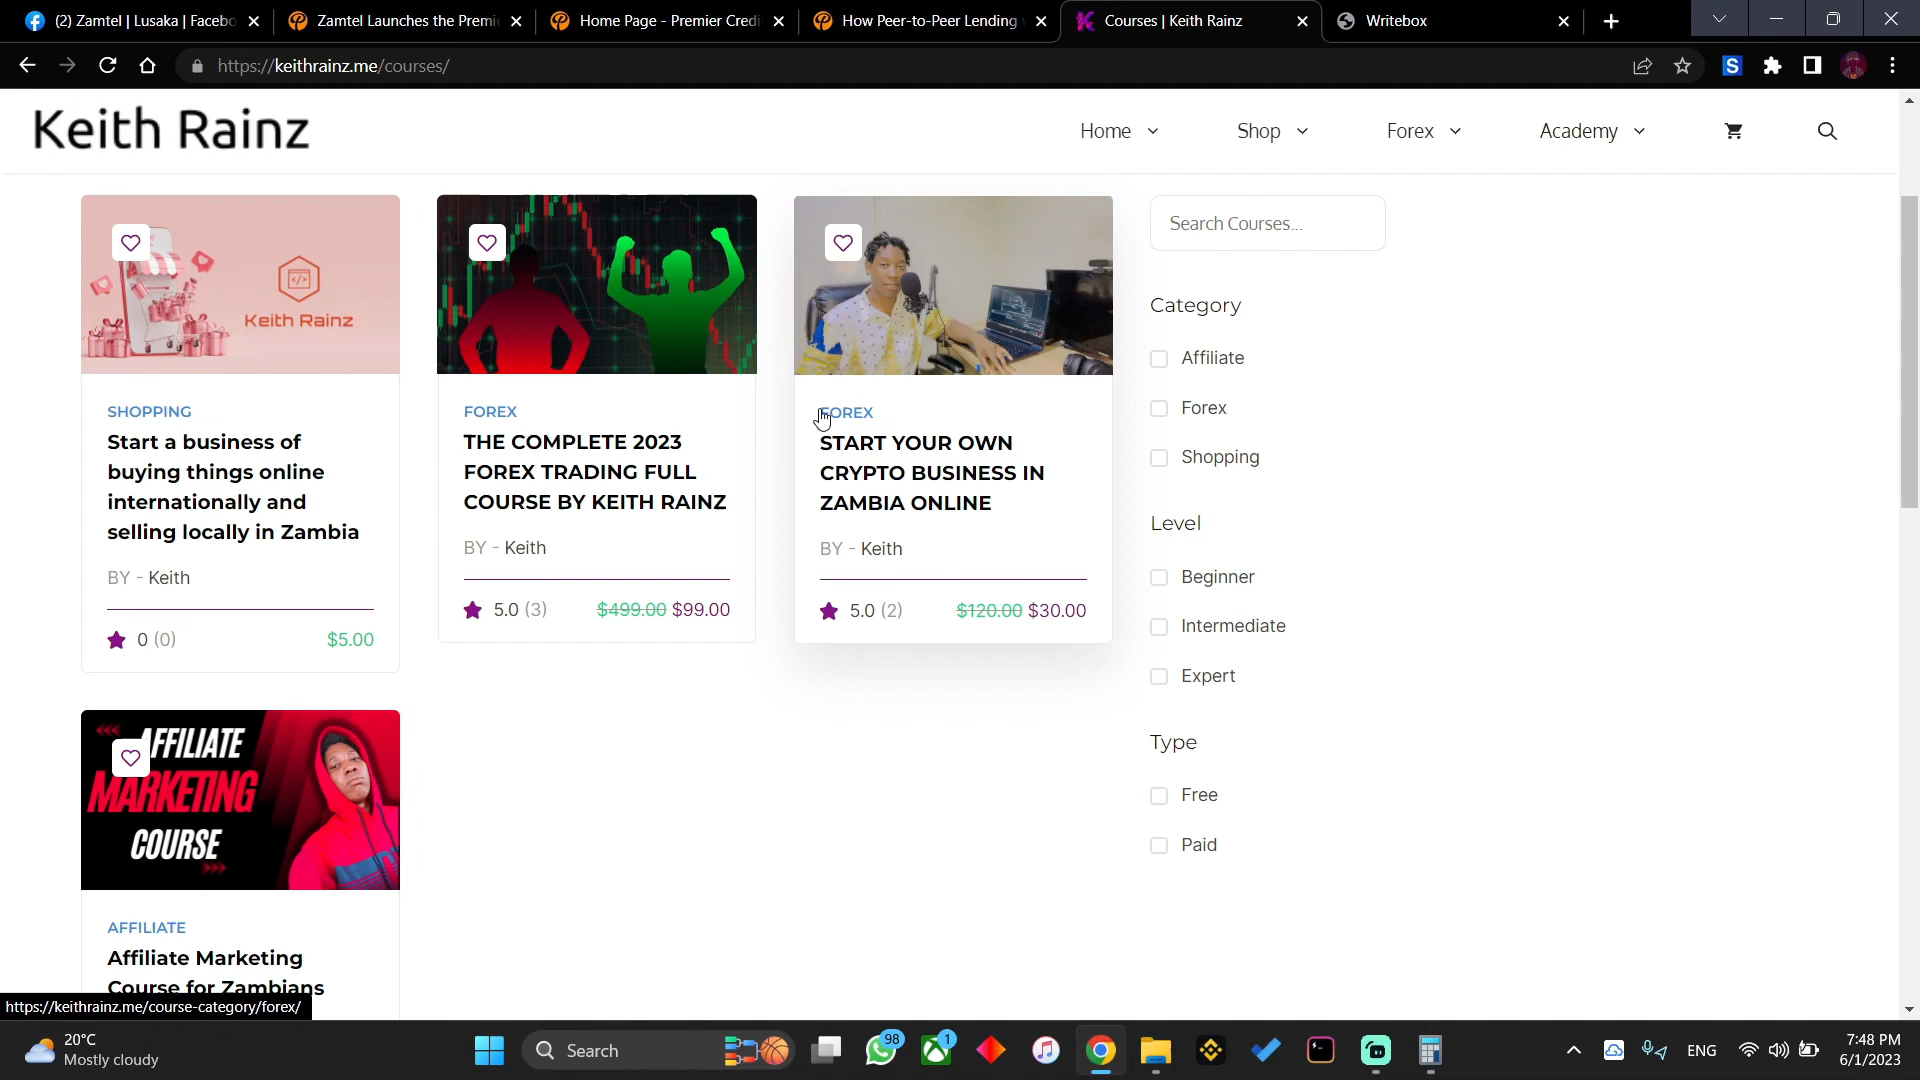 (2) Zamtel | Lusaka | Facebo
Zamtel Launches the Premi
Home Page - Premier Credi
How Peer-to-Peer Lending
Courses | Keith Rainz
Writebox
https://keithrainz.me/courses/
Keith Rainz
Home
Shop
Forex
Academy
Keith Rainz
SHOPPING
Start a business of
buying things online
internationally and
selling locally in Zambia
BY - Keith
0 (0)
$5.00
FOREX
THE COMPLETE 2023
FOREX TRADING FULL
COURSE BY KEITH RAINZ
BY - Keith
5.0 (3)
$499.00 $99.00
FOREX
START YOUR OWN
CRYPTO BUSINESS IN
ZAMBIA ONLINE
BY - Keith
5.0 (2)
$120.00 $30.00
Search Courses...
Category
Affiliate
Forex
Shopping
Level
Beginner
Intermediate
Expert
Type
Free
Paid
AFFILIATE
MARKETING
COURSE
AFFILIATE
Affiliate Marketing
Course for Zambians
https://keithrainz.me/course-category/forex/
20°C
Mostly cloudy
Search
98
1
ENG
7:48 PM
6/1/2023